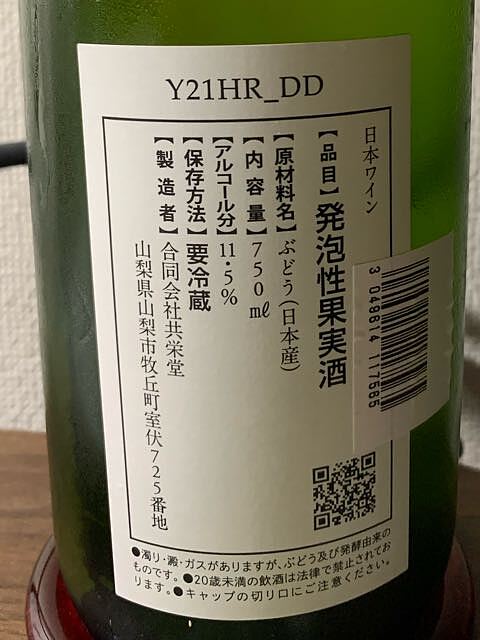 Y21HR_DD
日本ワイン
【品目】発泡性果実酒
【原材料名】ぶどう(日本産)
【内容量】750㎖
【アルコール分】11・5%
【保存方法】要冷蔵
【製造者】合同会社共栄堂
山梨県山梨市牧丘町室伏725番地
●濁り・澱・ガスがありますが、ぶどう及び発酵由来の
ものです。●20歳未満の飲酒は法律で禁止されてお
ります。●キャップの切り口にご注意ください。
3 049614 117565